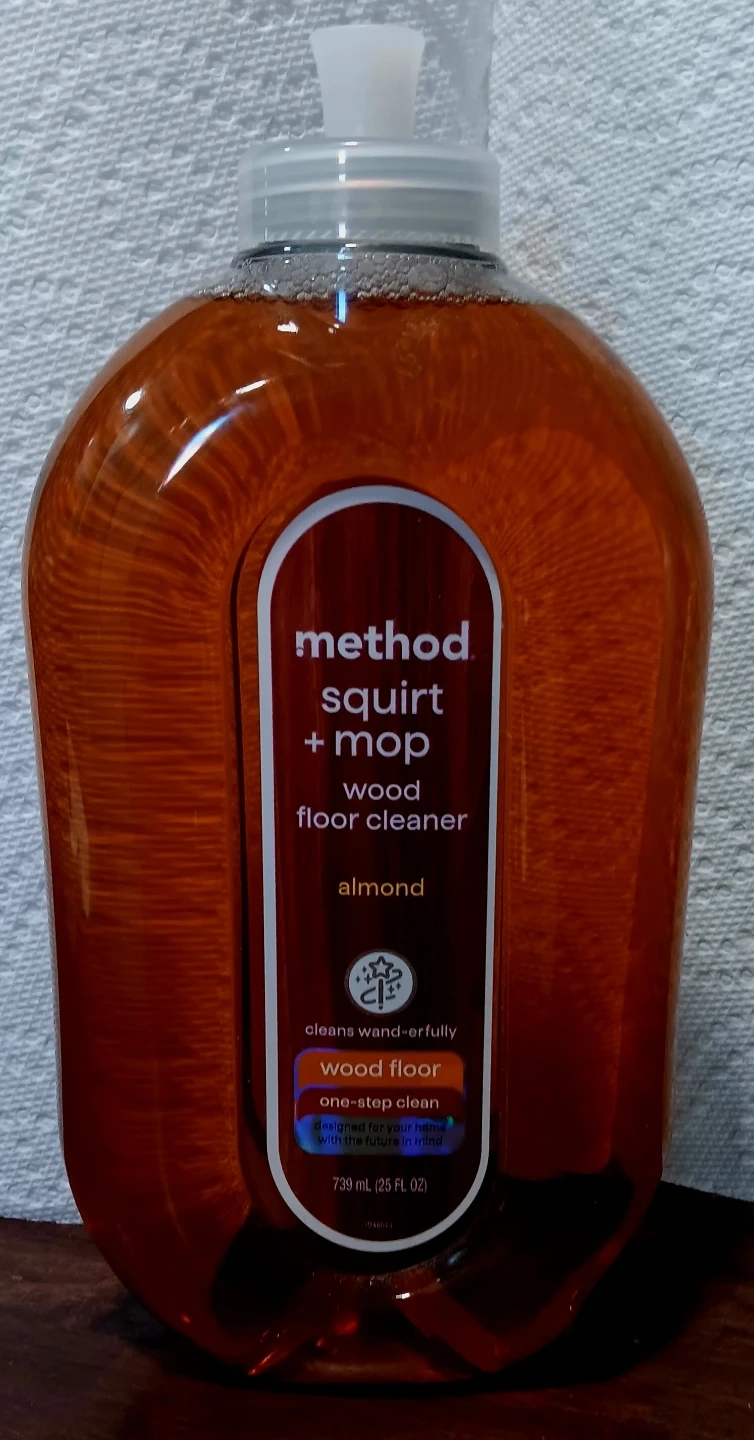 method
squirt
+ mop
wood
floor cleaner
almond
cleans wand-erfully
wood floor
one-step clean
designed for your home
with the future in mind
739 mL (25 FL OZ)